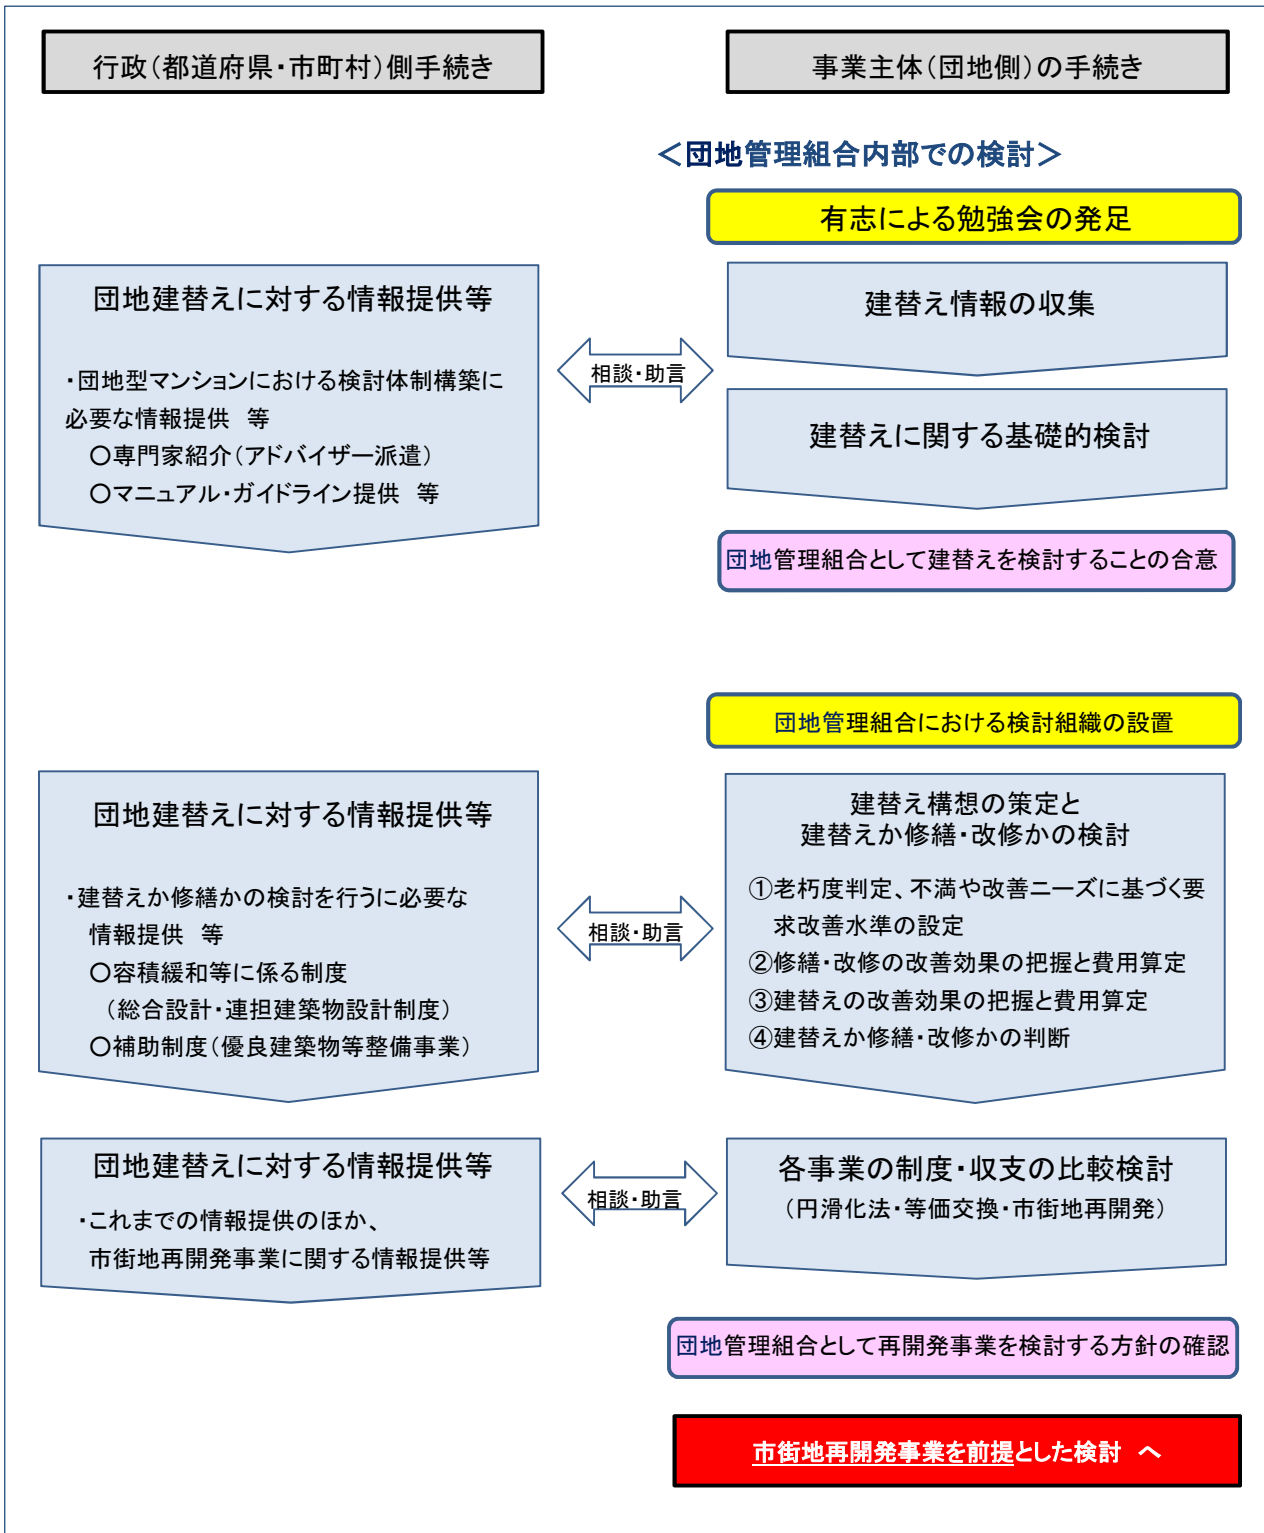 行政(都道府県・市町村)側手続き
事業主体(団地側)の手続き
＜団地管理組合内部での検討＞
有志による勉強会の発足
団地建替えに対する情報提供等
・団地型マンションにおける検討体制構築に
必要な情報提供　等
○専門家紹介(アドバイザー派遣)
○マニュアル・ガイドライン提供　等
相談・助言
建替え情報の収集
建替えに関する基礎的検討
団地管理組合として建替えを検討することの合意
団地管理組合における検討組織の設置
団地建替えに対する情報提供等
・建替えか修繕かの検討を行うに必要な
情報提供　等
○容積緩和等に係る制度
(総合設計・連担建築物設計制度)
○補助制度(優良建築物等整備事業)
相談・助言
建替え構想の策定と
建替えか修繕・改修かの検討
①老朽度判定、不満や改善ニーズに基づく要
求改善水準の設定
②修繕・改修の改善効果の把握と費用算定
③建替えの改善効果の把握と費用算定
④建替えか修繕・改修かの判断
団地建替えに対する情報提供等
・これまでの情報提供のほか、
市街地再開発事業に関する情報提供等
相談・助言
各事業の制度・収支の比較検討
(円滑化法・等価交換・市街地再開発)
団地管理組合として再開発事業を検討する方針の確認
市街地再開発事業を前提とした検討　へ